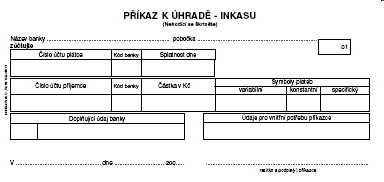 PŘÍKAZ K ÚHRADĚ - INKASU
(Nehodící se škrtněte)
Název banky pobočka
zúčtujte 01
Číslo účtu plátce Kód banky Splatnost dne
Číslo účtu příjemce Kód banky Částka v Kč Symboly plateb
variabilní konstantní specifický
Doplňující údaj banky Údaje pro vnitřní potřebu příkazce
V dne 200
razítko a podpis(y) příkazce